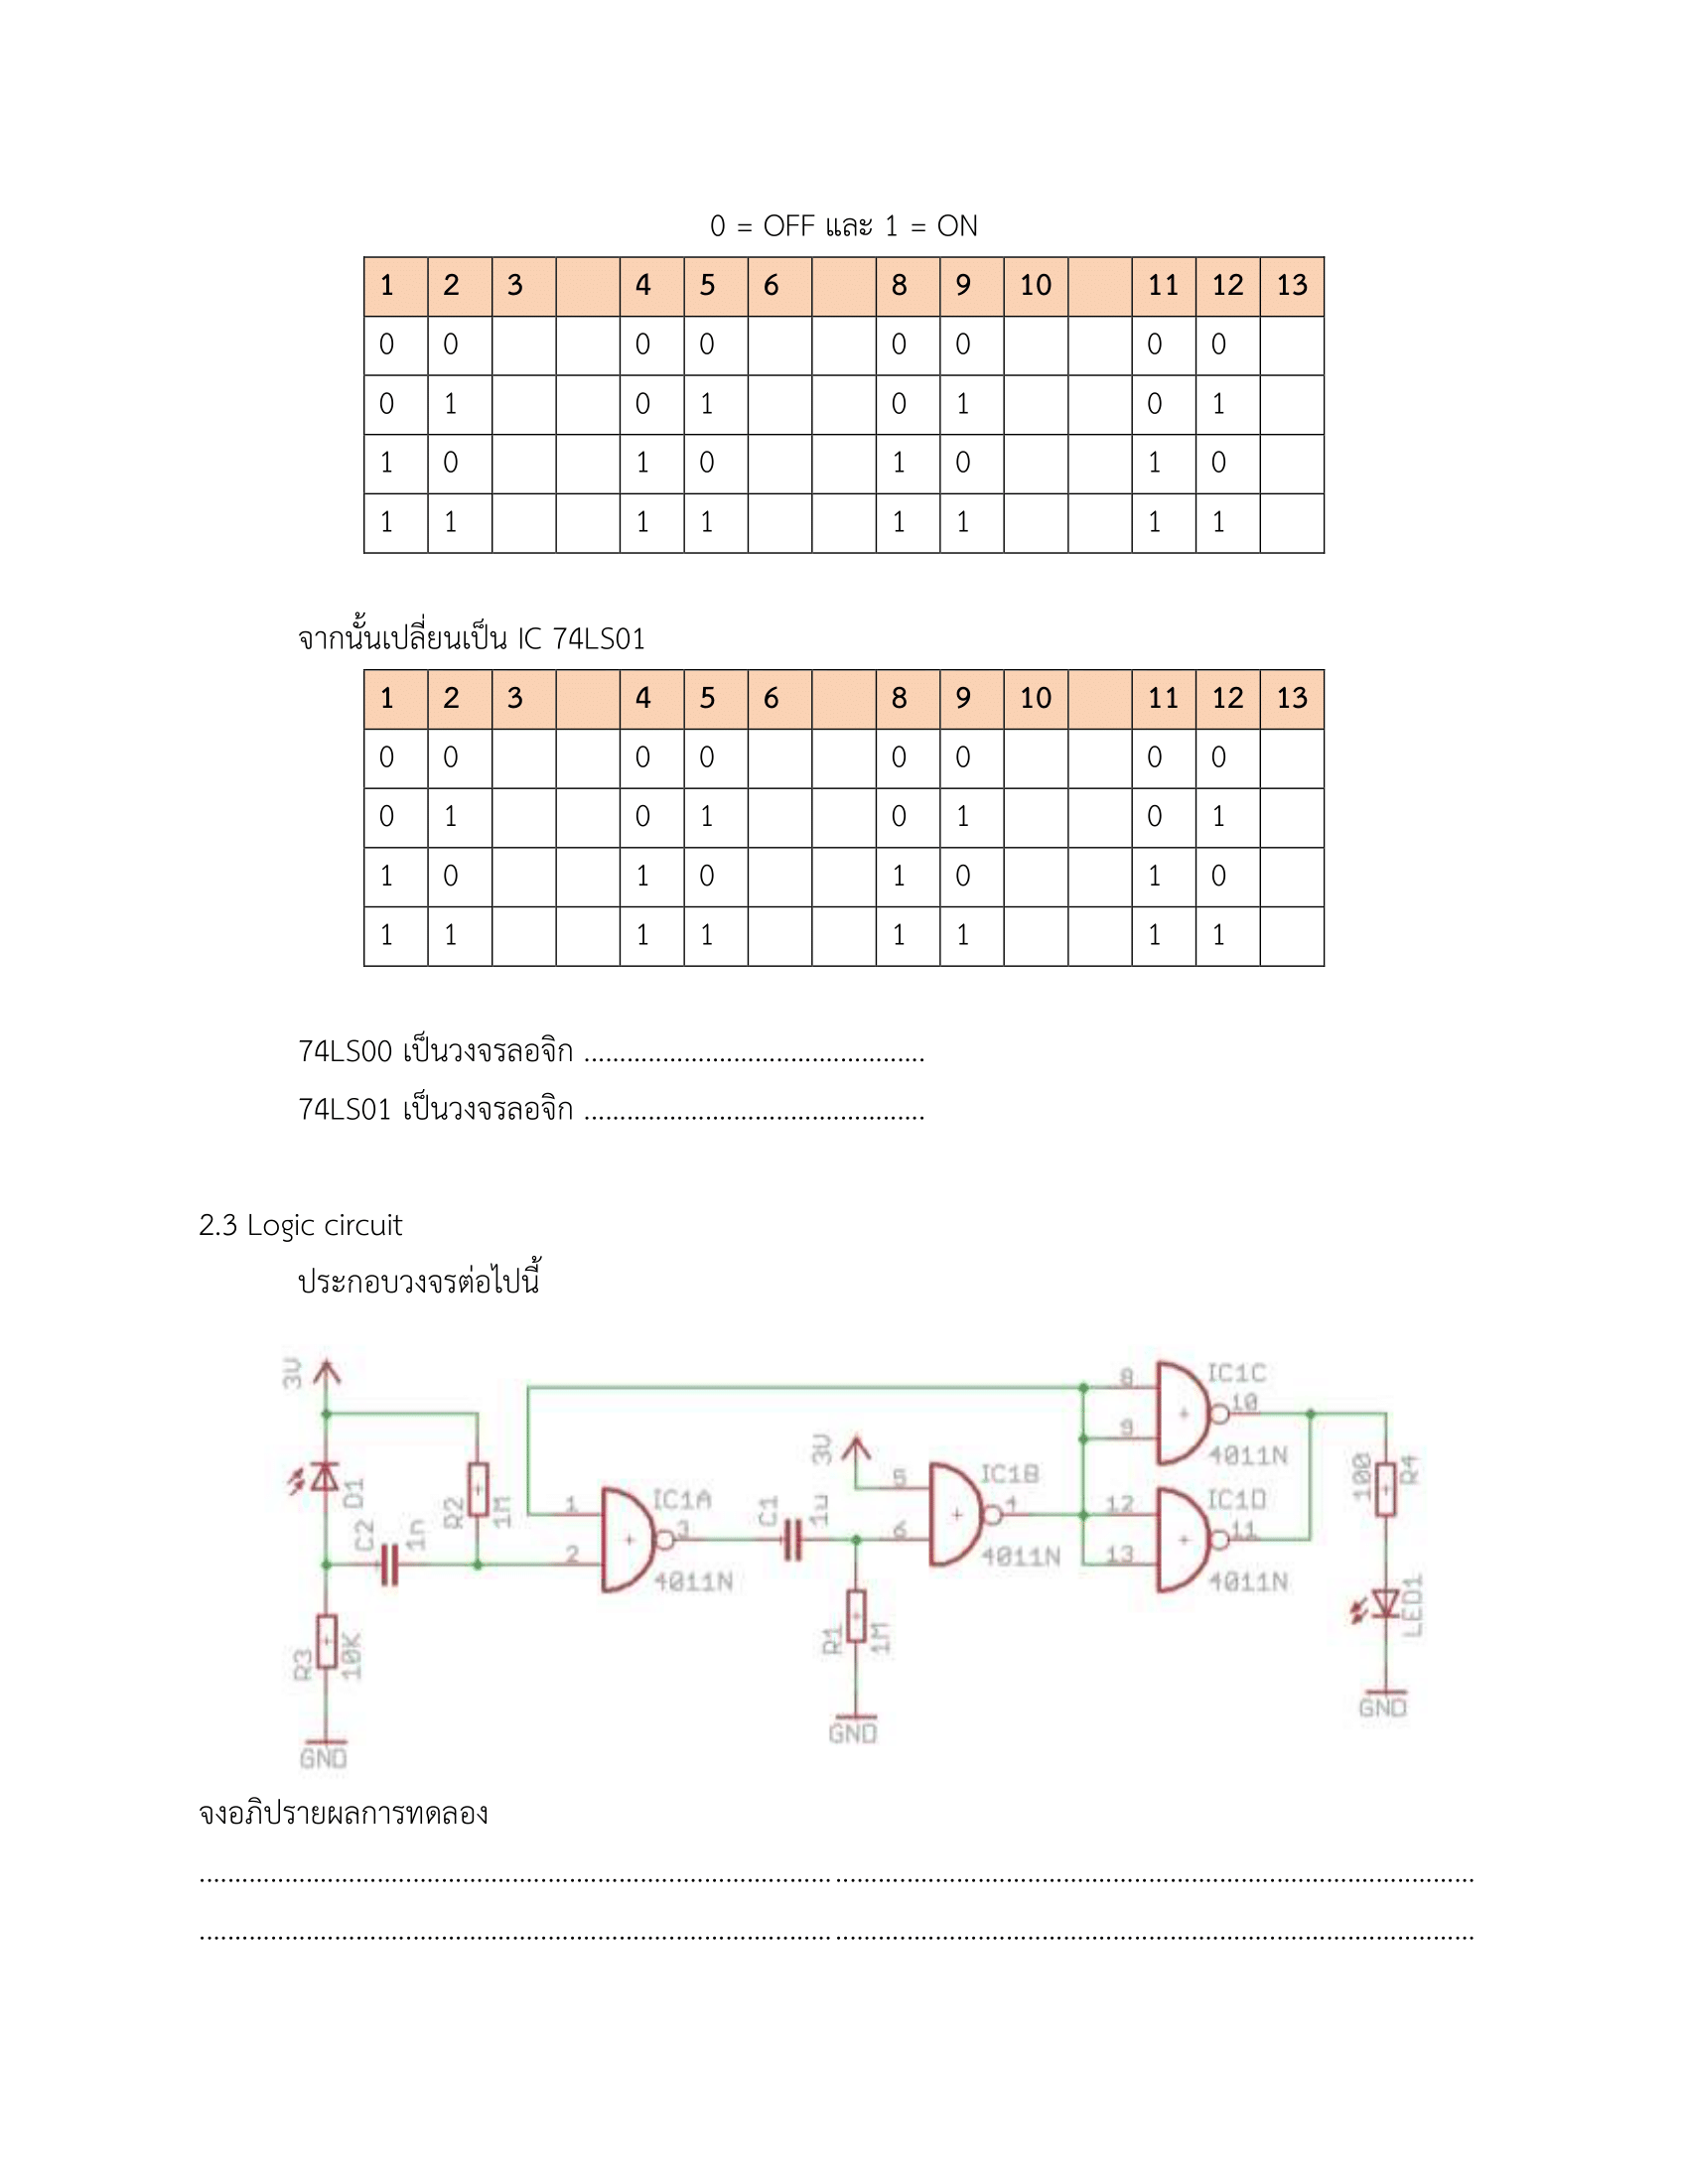 0 = OFF และ 1 = ON
1 2 3 4 5 6 8 9 10 11 12 13
0 0 0 0 0 0 0 0
0 1 0 1 0 1 0 1
1 0 1 0 1 0 1 0
1 1 1 1 1 1 1 1
จากนั้นเปลี่ยนเป็น IC 74LS01
1 2 3 4 5 6 8 9 10 11 12 13
0 0 0 0 0 0 0 0
0 1 0 1 0 1 0 1
1 0 1 0 1 0 1 0
1 1 1 1 1 1 1 1
74LS00 เป็นวงจรลอจิก ................................................
74LS01 เป็นวงจรลอจิก ................................................
2.3 Logic circuit
ประกอบวงจรต่อไปนี้
3V
D1
C2 1n
R2 1M
R3 10K
GND
1
2
3
IC1A
4011N
C1 1u
3V
5
6
4
IC1B
4011N
R1 1M
GND
8
9
10
IC1C
4011N
12
13
11
IC1D
4011N
100 R4
LED1
GND
จงอภิปรายผลการทดลอง